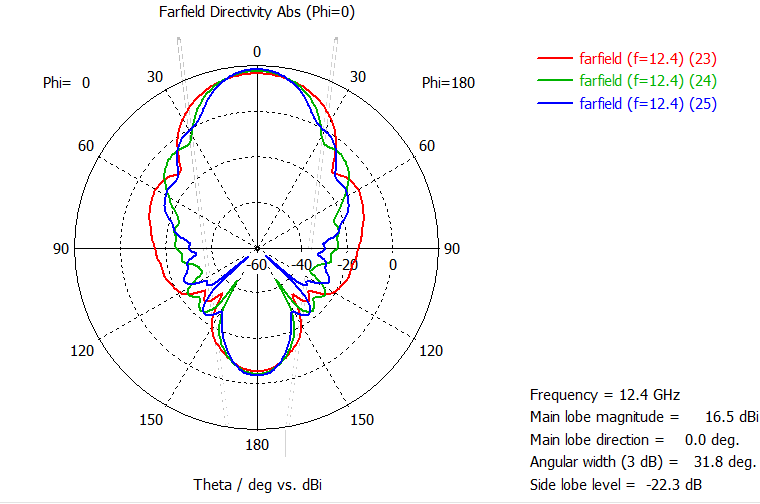 Farfield Directivity Abs (Phi=0)
Phi= 0
0
Phi=180
30
30
60
60
90
-60
-40
-20
0
90
120
120
150
150
180
Theta / deg vs. dBi
farfield (f=12.4) (23)
farfield (f=12.4) (24)
farfield (f=12.4) (25)
Frequency = 12.4 GHz
Main lobe magnitude = 16.5 dBi
Main lobe direction = 0.0 deg.
Angular width (3 dB) = 31.8 deg.
Side lobe level = -22.3 dB